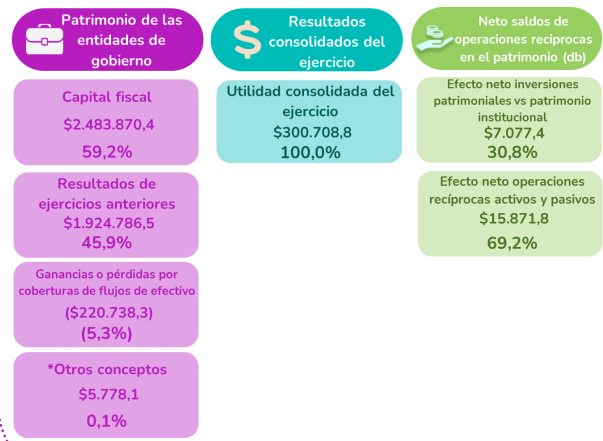 Patrimonio de las
entidades de
gobierno
Capital fiscal
$2.483.870,4
59,2%
Resultados de
ejercicios anteriores
$1.924.786,5
45,9%
Ganancias o pérdidas por
coberturas de flujos de efectivo
($220.738,3)
(5,3%)
*Otros conceptos
$5.778,1
0,1%
Resultados
consolidados del
ejercicio
Utilidad consolidada del
ejercicio
$300.708,8
100,0%
Neto saldos de
operaciones reciprocas
en el patrimonio (db)
Efecto neto inversiones
patrimoniales vs patrimonio
institucional
$7.077,4
30,8%
Efecto neto operaciones
recíprocas activos y pasivos
$15.871,8
69,2%